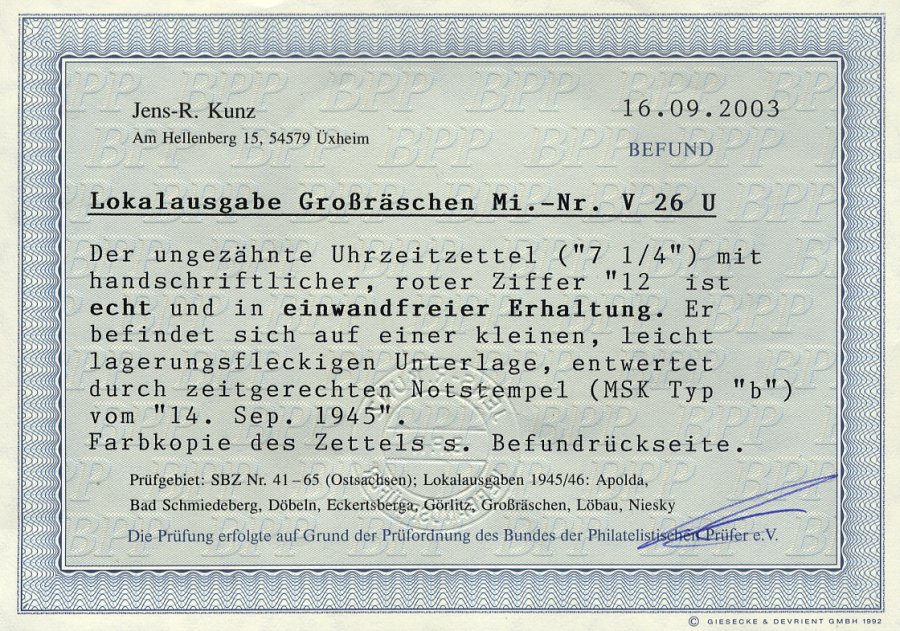 Jens-R. Kunz
Am Hellenberg 15, 54579 Üxheim
16.09.2003
BEFUND
Lokalausgabe Großräschen Mi.-Nr. V 26 U
Der ungezähnte Uhrzeitzettel ("7 1/4") mit
handschriftlicher, roter Ziffer "12 ist
echt und in einwandfreier Erhaltung. Er
befindet sich auf einer kleinen, leicht
lagerungsfleckigen Unterlage, entwertet
durch zeitgerechten Notstempel (MSK Typ "b")
vom "14. Sep. 1945".
Farbkopie des Zettels s. Befundrückseite.
Prüfgebiet: SBZ Nr. 41–65 (Ostsachsen); Lokalausgaben 1945/46: Apolda,
Bad Schmiedeberg, Döbeln, Eckertsberga, Görlitz, Großräschen, Löbau, Niesky
Die Prüfung erfolgte auf Grund der Prüfordnung des Bundes der Philatelistischen Prüfer e.V.
© GIESECKE & DEVRIENT GMBH 1992